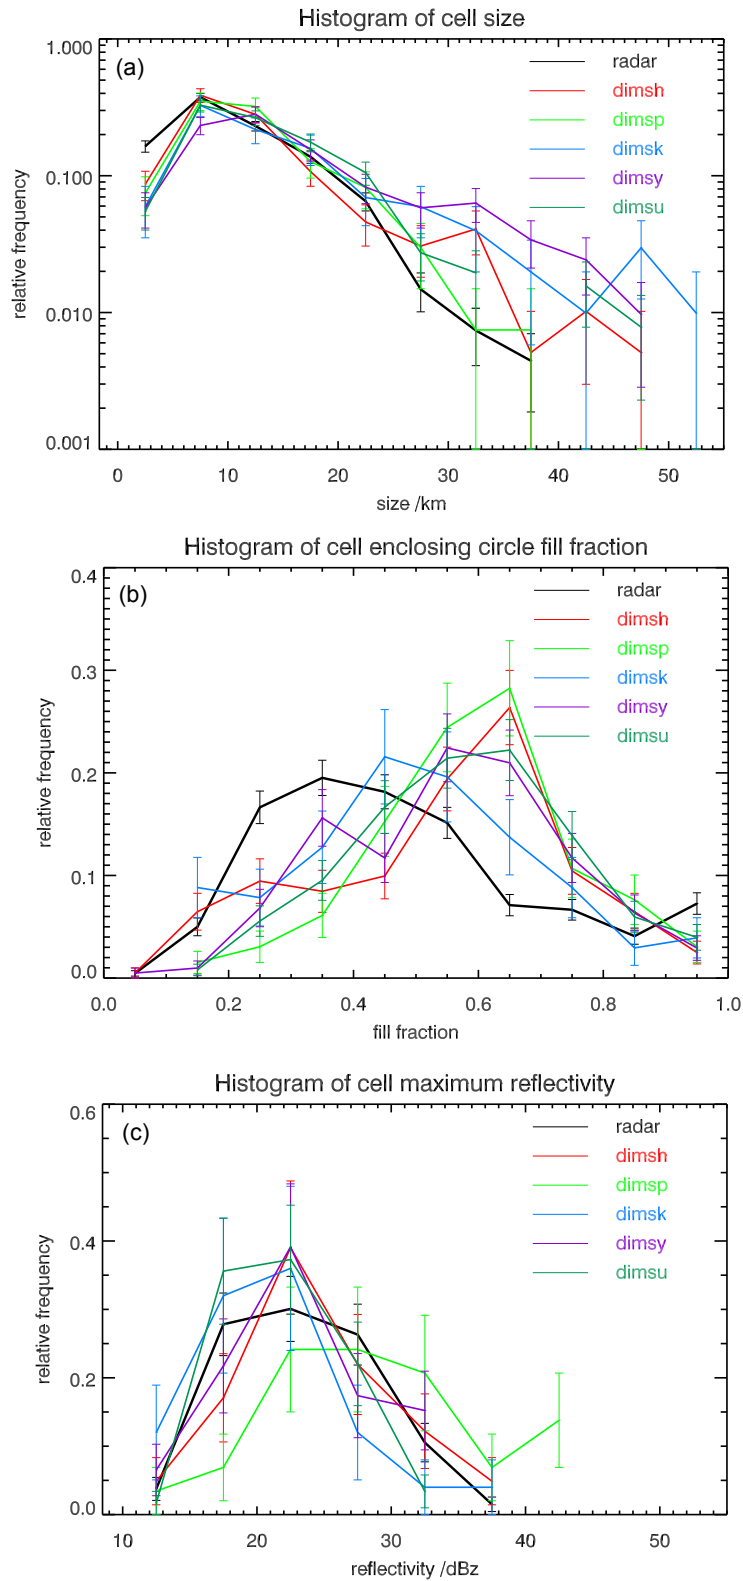 Histogram of cell size
(a)
1.000
0.100
0.010
0.001
relative frequency
radar
dimsh
dimsp
dimsk
dimsy
dimsu
0 10 20 30 40 50
size /km
Histogram of cell enclosing circle fill fraction
(b)
0.4
0.3
0.2
0.1
0.0
relative frequency
radar
dimsh
dimsp
dimsk
dimsy
dimsu
0.0 0.2 0.4 0.6 0.8 1.0
fill fraction
Histogram of cell maximum reflectivity
(c)
0.6
0.4
0.2
0.0
relative frequency
radar
dimsh
dimsp
dimsk
dimsy
dimsu
10 20 30 40 50
reflectivity /dBz